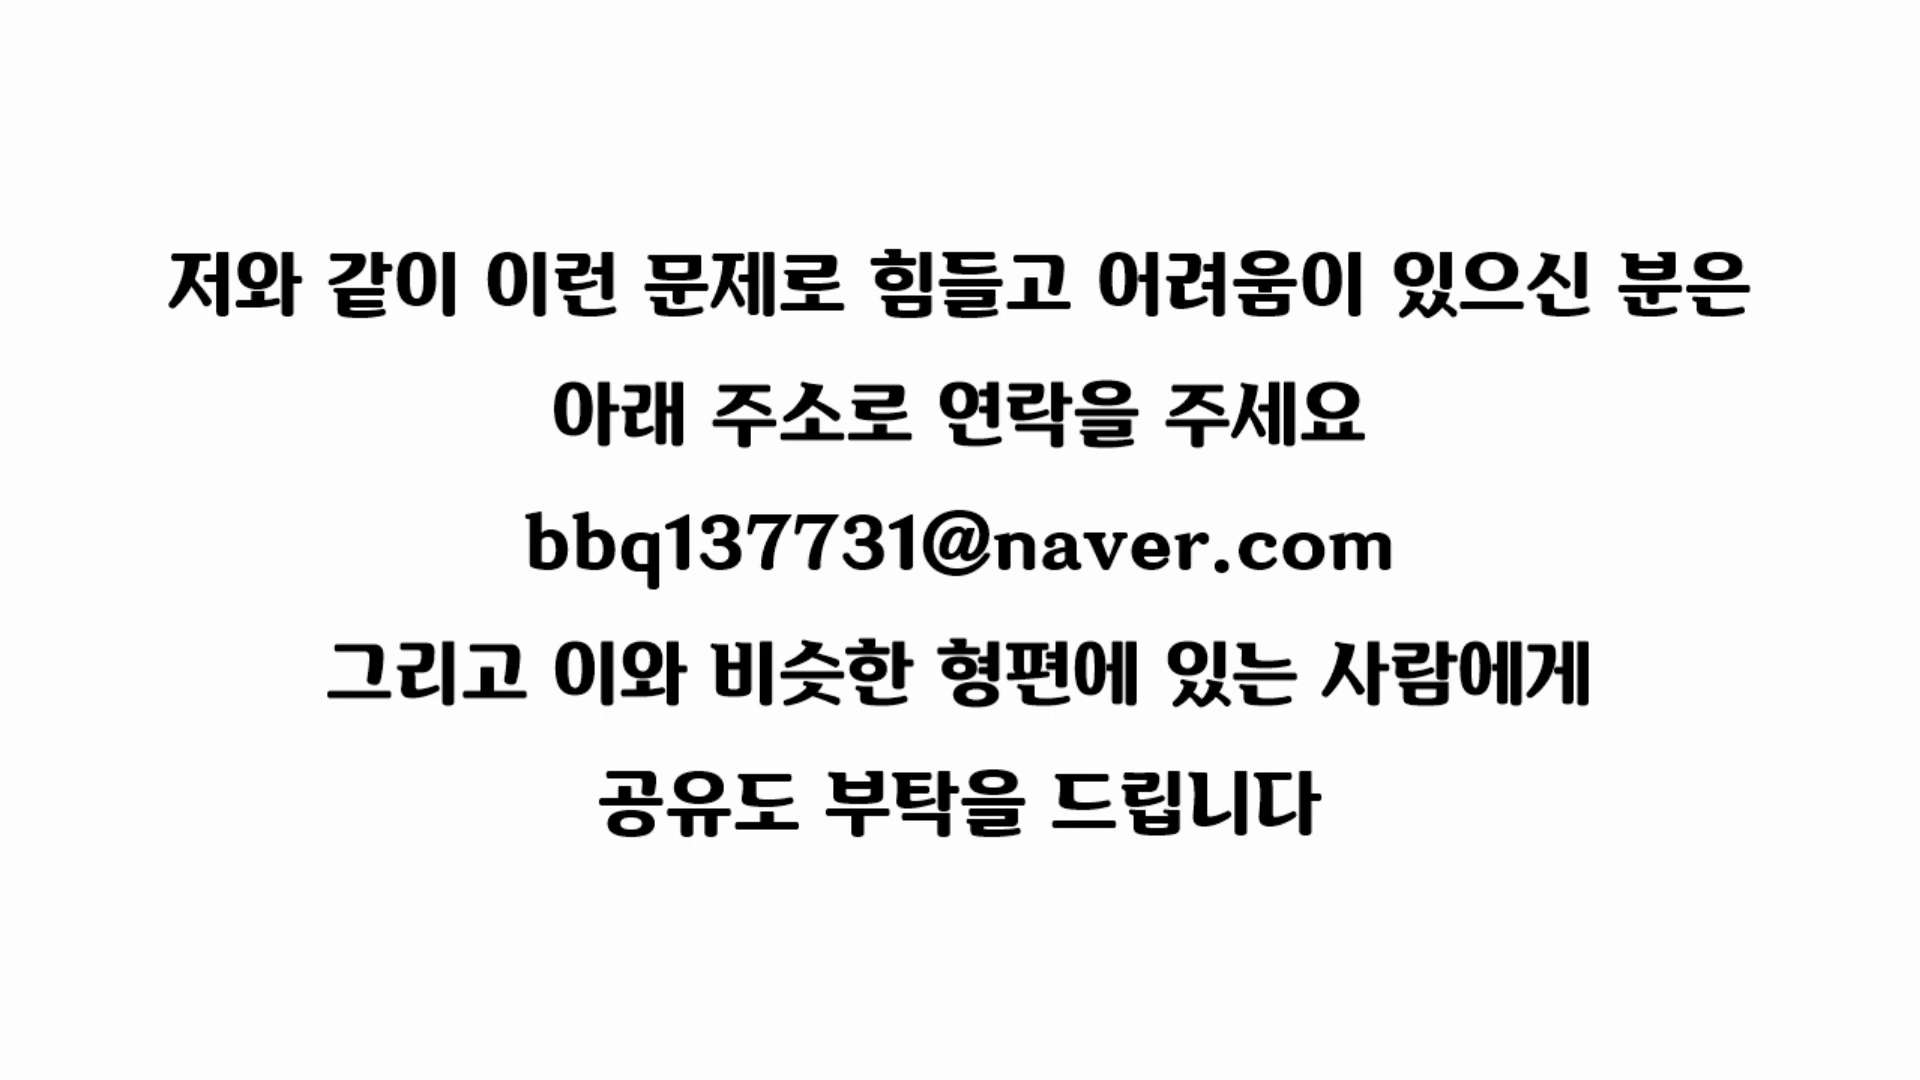 저와 같이 이런 문제로 힘들고 어려움이 있으신 분은
아래 주소로 연락을 주세요
bbq137731@naver.com
그리고 이와 비슷한 형편에 있는 사람에게
공유도 부탁을 드립니다